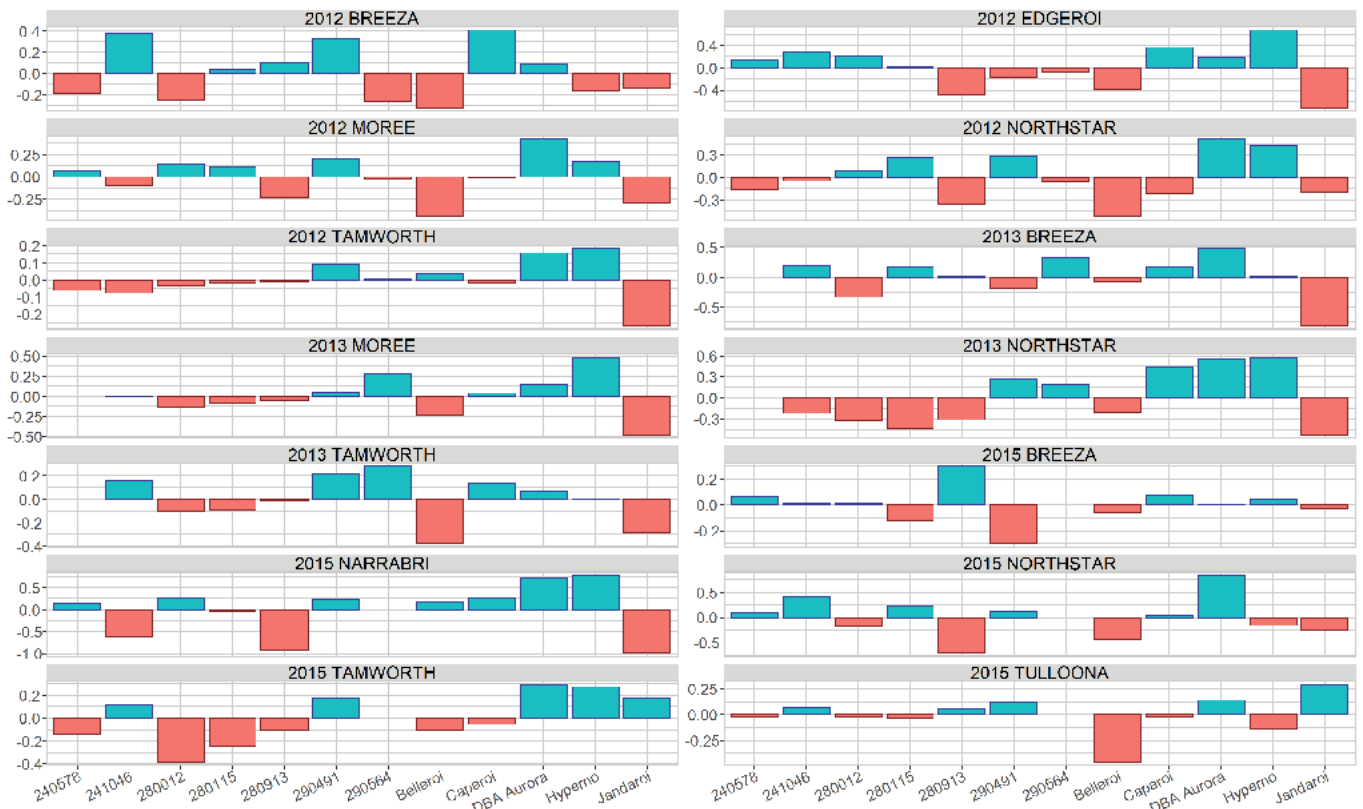 2012 BREEZA
0.4
0.2
0.0
-0.2
2012 EDGEROI
0.4
0.0
-0.4
2012 MOREE
0.25
0.00
-0.25
2012 NORTHSTAR
0.3
0.0
-0.3
2012 TAMWORTH
0.2
0.1
0.0
-0.1
-0.2
2013 BREEZA
0.5
0.0
-0.5
2013 MOREE
0.50
0.25
0.00
-0.25
-0.50
2013 NORTHSTAR
0.6
0.3
0.0
-0.3
2013 TAMWORTH
0.2
0.0
-0.2
-0.4
2015 BREEZA
0.2
0.0
-0.2
2015 NARRABRI
0.5
0.0
-0.5
-1.0
2015 NORTHSTAR
0.5
0.0
-0.5
2015 TAMWORTH
0.2
0.0
-0.2
-0.4
2015 TULLOONA
0.25
0.00
-0.25
240578
241046
280012
280115
280913
290491
290564
Belleroi
Caperoi
DBA Aurora
Hyperno
Jandaroi
240578
241046
280012
280115
280913
290491
290564
Belleroi
Caperoi
DBA Aurora
Hyperno
Jandaroi